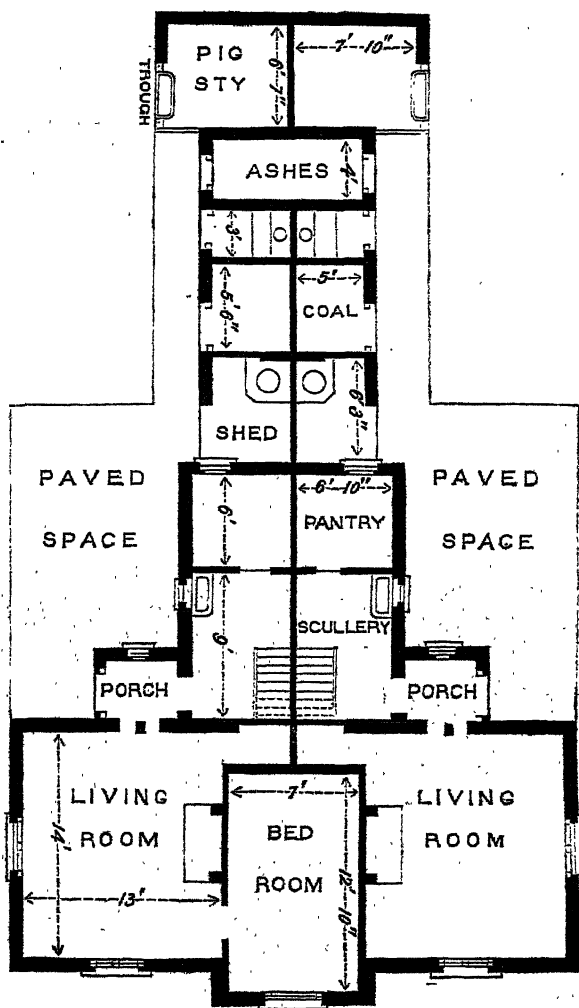 PIG
STY
7'-10"
6'-7"
TROUGH
ASHES
4'
3'
5'
5'-6"
COAL
SHED
6'-3"
PAVED
SPACE
6'-10"
PANTRY
6'
PAVED
SPACE
SCULLERY
9'
PORCH
PORCH
LIVING
ROOM
14'
13"
7'
BED
ROOM
12'-10"
LIVING
ROOM